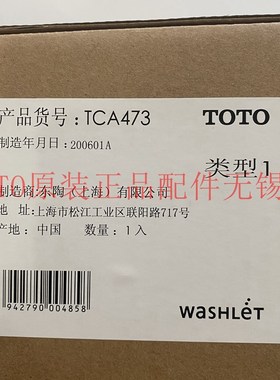 产品货号：TCA473
TOTO
制造年月日：200601A
类型1
TO原装正品配件无锡
制造商：东陶（上海）有限公司
地址：上海市松江工业区联阳路717号
产地：中国 数量：1入
942790 004858
WASHLET